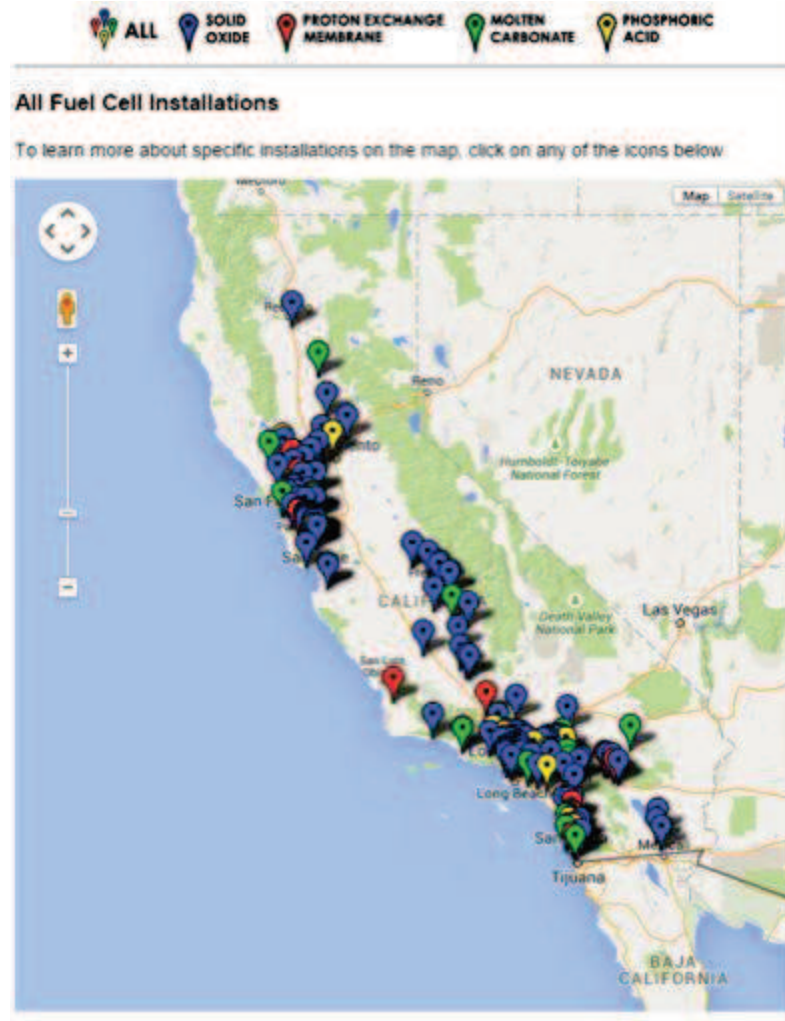 ALL
SOLID
OXIDE
PROTON EXCHANGE
MEMBRANE
MOLTEN
CARBONATE
PHOSPHORIC
ACID
All Fuel Cell Installations
To learn more about specific installations on the map, click on any of the icons below
Map
Satellite
Reno
NEVADA
Humboldt-Toiyabe
National Forest
San F
CALIF
Death Valley
National Park
Las Vegas
San Luis
Long Beach
Tijuana
BAJA
CALIFORNIA